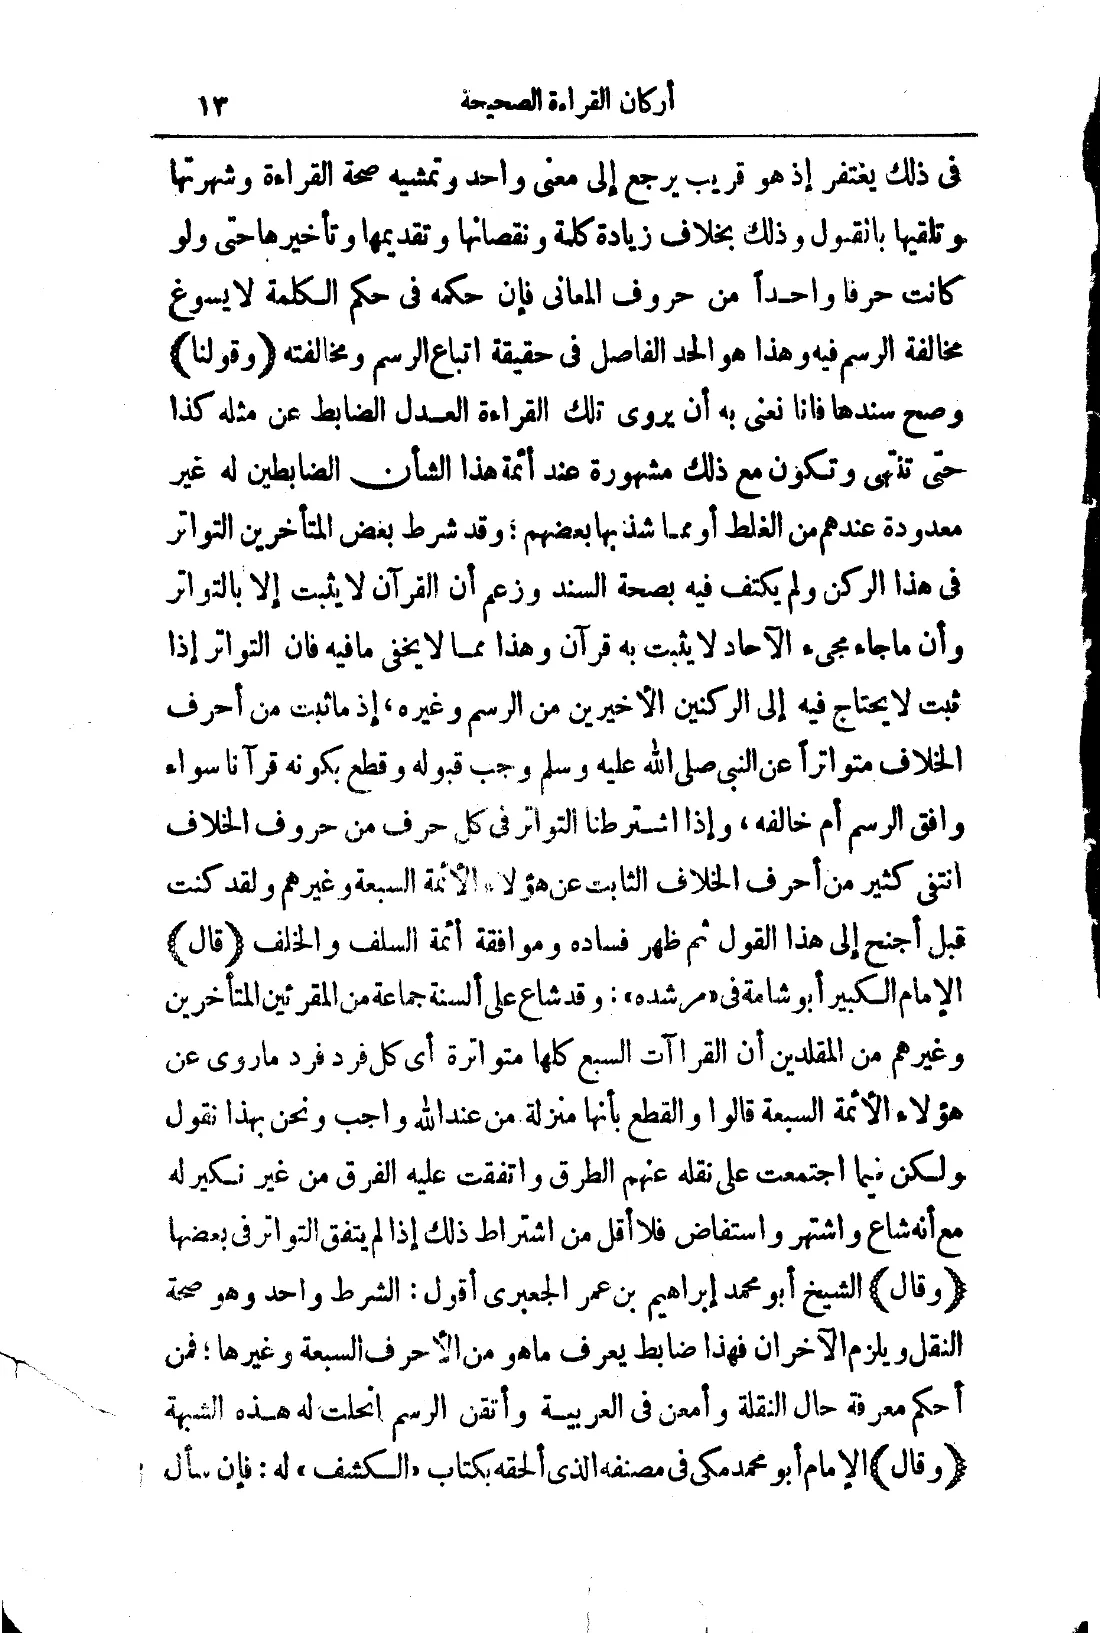 أركان القراءة الصحيحة ١٣
فى ذلك يغتفر إذ هو قريب يرجع إلى معنى واحد وتمشيه صحة القراءة وشهرتها
وتلقيها بالقبول وذلك بخلاف زيادة كلمة ونقصانها وتقديمها وتأخيرها حتى ولو
كانت حرفا واحداً من حروف المعانى فإن حكمه فى حكم الكلمة لا يسوغ
مخالفة الرسم فيه وهذا هو الحد الفاصل فى حقيقة اتباع الرسم ومخالفته (وقولنا)
وصح سندها فانا نعنى به أن يروى تلك القراءة العدل الضابط عن مثله كذا
حتى تنتهى وتكون مع ذلك مشهورة عند أئمة هذا الشأن الضابطين له غير
معدودة عندهم من الغلط أو مما شذ بها بعضهم ؛ وقد شرط بعض المتأخرين التواتر
فى هذا الركن ولم يكتف فيه بصحة السند وزعم أن القرآن لا يثبت إلا بالتواتر
وأن ماجاء مجىء الآحاد لا يثبت به قرآن وهذا مما لا يخفى مافيه فان التواتر إذا
ثبت لا يحتاج فيه إلى الركنين الأخيرين من الرسم وغيره، إذ ماثبت من أحرف
الخلاف متواتراً عن النبى صلى الله عليه وسلم وجب قبوله وقطع بكونه قرآنا سواء
وافق الرسم أم خالفه، وإذا اشترطنا التواتر فى كل حرف من حروف الخلاف
انتفى كثير من أحرف الخلاف الثابت عن هؤلاء الأئمة السبعة وغيرهم ولقد كنت
قبل أجنح إلى هذا القول ثم ظهر فساده وموافقة أئمة السلف والخلف (قال)
الإمام الكبير أبو شامة فى «مرشده» : وقد شاع على ألسنة جماعة من المقرئين المتأخرين
وغيرهم من المقلدين أن القراآت السبع كلها متواترة أى كل فرد فرد ماروى عن
هؤلاء الأئمة السبعة قالوا والقطع بأنها منزلة من عند الله واجب ونحن بهذا نقول
ولكن فيما اجتمعت على نقله عنهم الطرق واتفقت عليه الفرق من غير نكير له
مع أنه شاع واشتهر واستفاض فلا أقل من اشتراط ذلك إذا لم يتفق التواتر فى بعضها
(وقال) الشيخ أبو محمد إبراهيم بن عمر الجعبرى أقول : الشرط واحد وهو صحة
النقل ويلزم الآخران فهذا ضابط يعرف ماهو من الأحرف السبعة وغيرها ؛ فمن
أحكم معرفة حال النقلة وأمعن فى العربية وأتقن الرسم انحلت له هذه الشبهة
(وقال) الإمام أبو محمد مكى فى مصنفه الذى ألحقه بكتاب «الكشف» له : فإن سأل